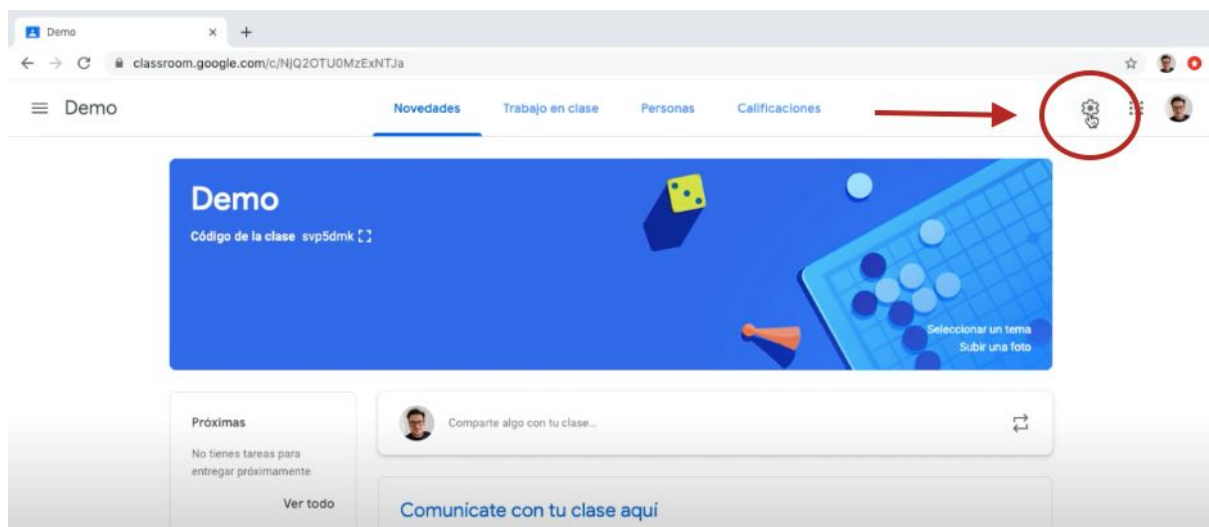 Demo
classroom.google.com/c/NjQ2OTU0MzExNTJa
Demo
Novedades Trabajo en clase Personas Calificaciones
Demo
Código de la clase svp5dmk
Seleccionar un tema
Subir una foto
Próximas
No tienes tareas para
entregar próximamente
Ver todo
Comparte algo con tu clase...
Comunícate con tu clase aquí